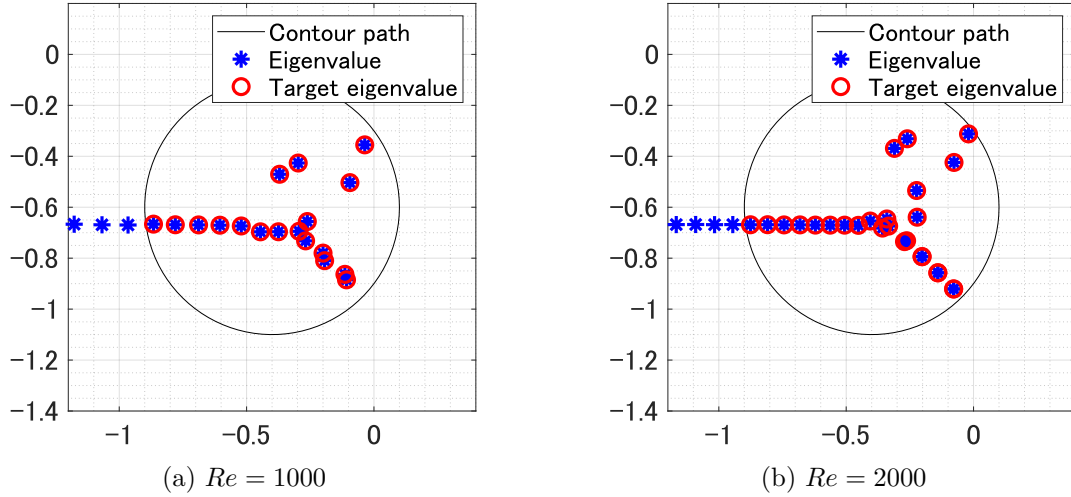 Contour path
Eigenvalue
Target eigenvalue
0
−0.2
−0.4
−0.6
−0.8
−1
−1.2
−1.4
−1
−0.5
0
(a) Re = 1000
Contour path
Eigenvalue
Target eigenvalue
0
−0.2
−0.4
−0.6
−0.8
−1
−1.2
−1.4
−1
−0.5
0
(b) Re = 2000